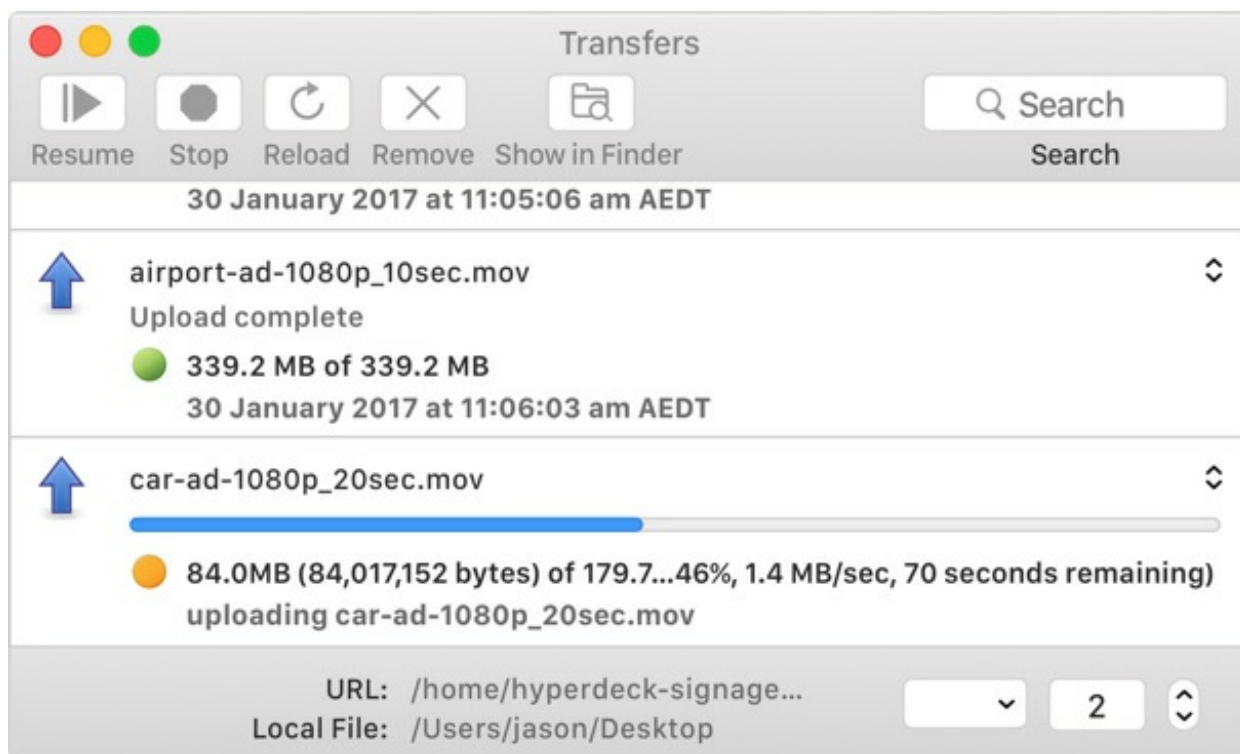 Transfers
Search
Resume Stop Reload Remove Show in Finder Search
30 January 2017 at 11:05:06 am AEDT
airport-ad-1080p_10sec.mov
Upload complete
339.2 MB of 339.2 MB
30 January 2017 at 11:06:03 am AEDT
car-ad-1080p_20sec.mov
84.0MB (84,017,152 bytes) of 179.7...46%, 1.4 MB/sec, 70 seconds remaining)
uploading car-ad-1080p_20sec.mov
URL: /home/hyperdeck-signage...
Local File: /Users/jason/Desktop
2